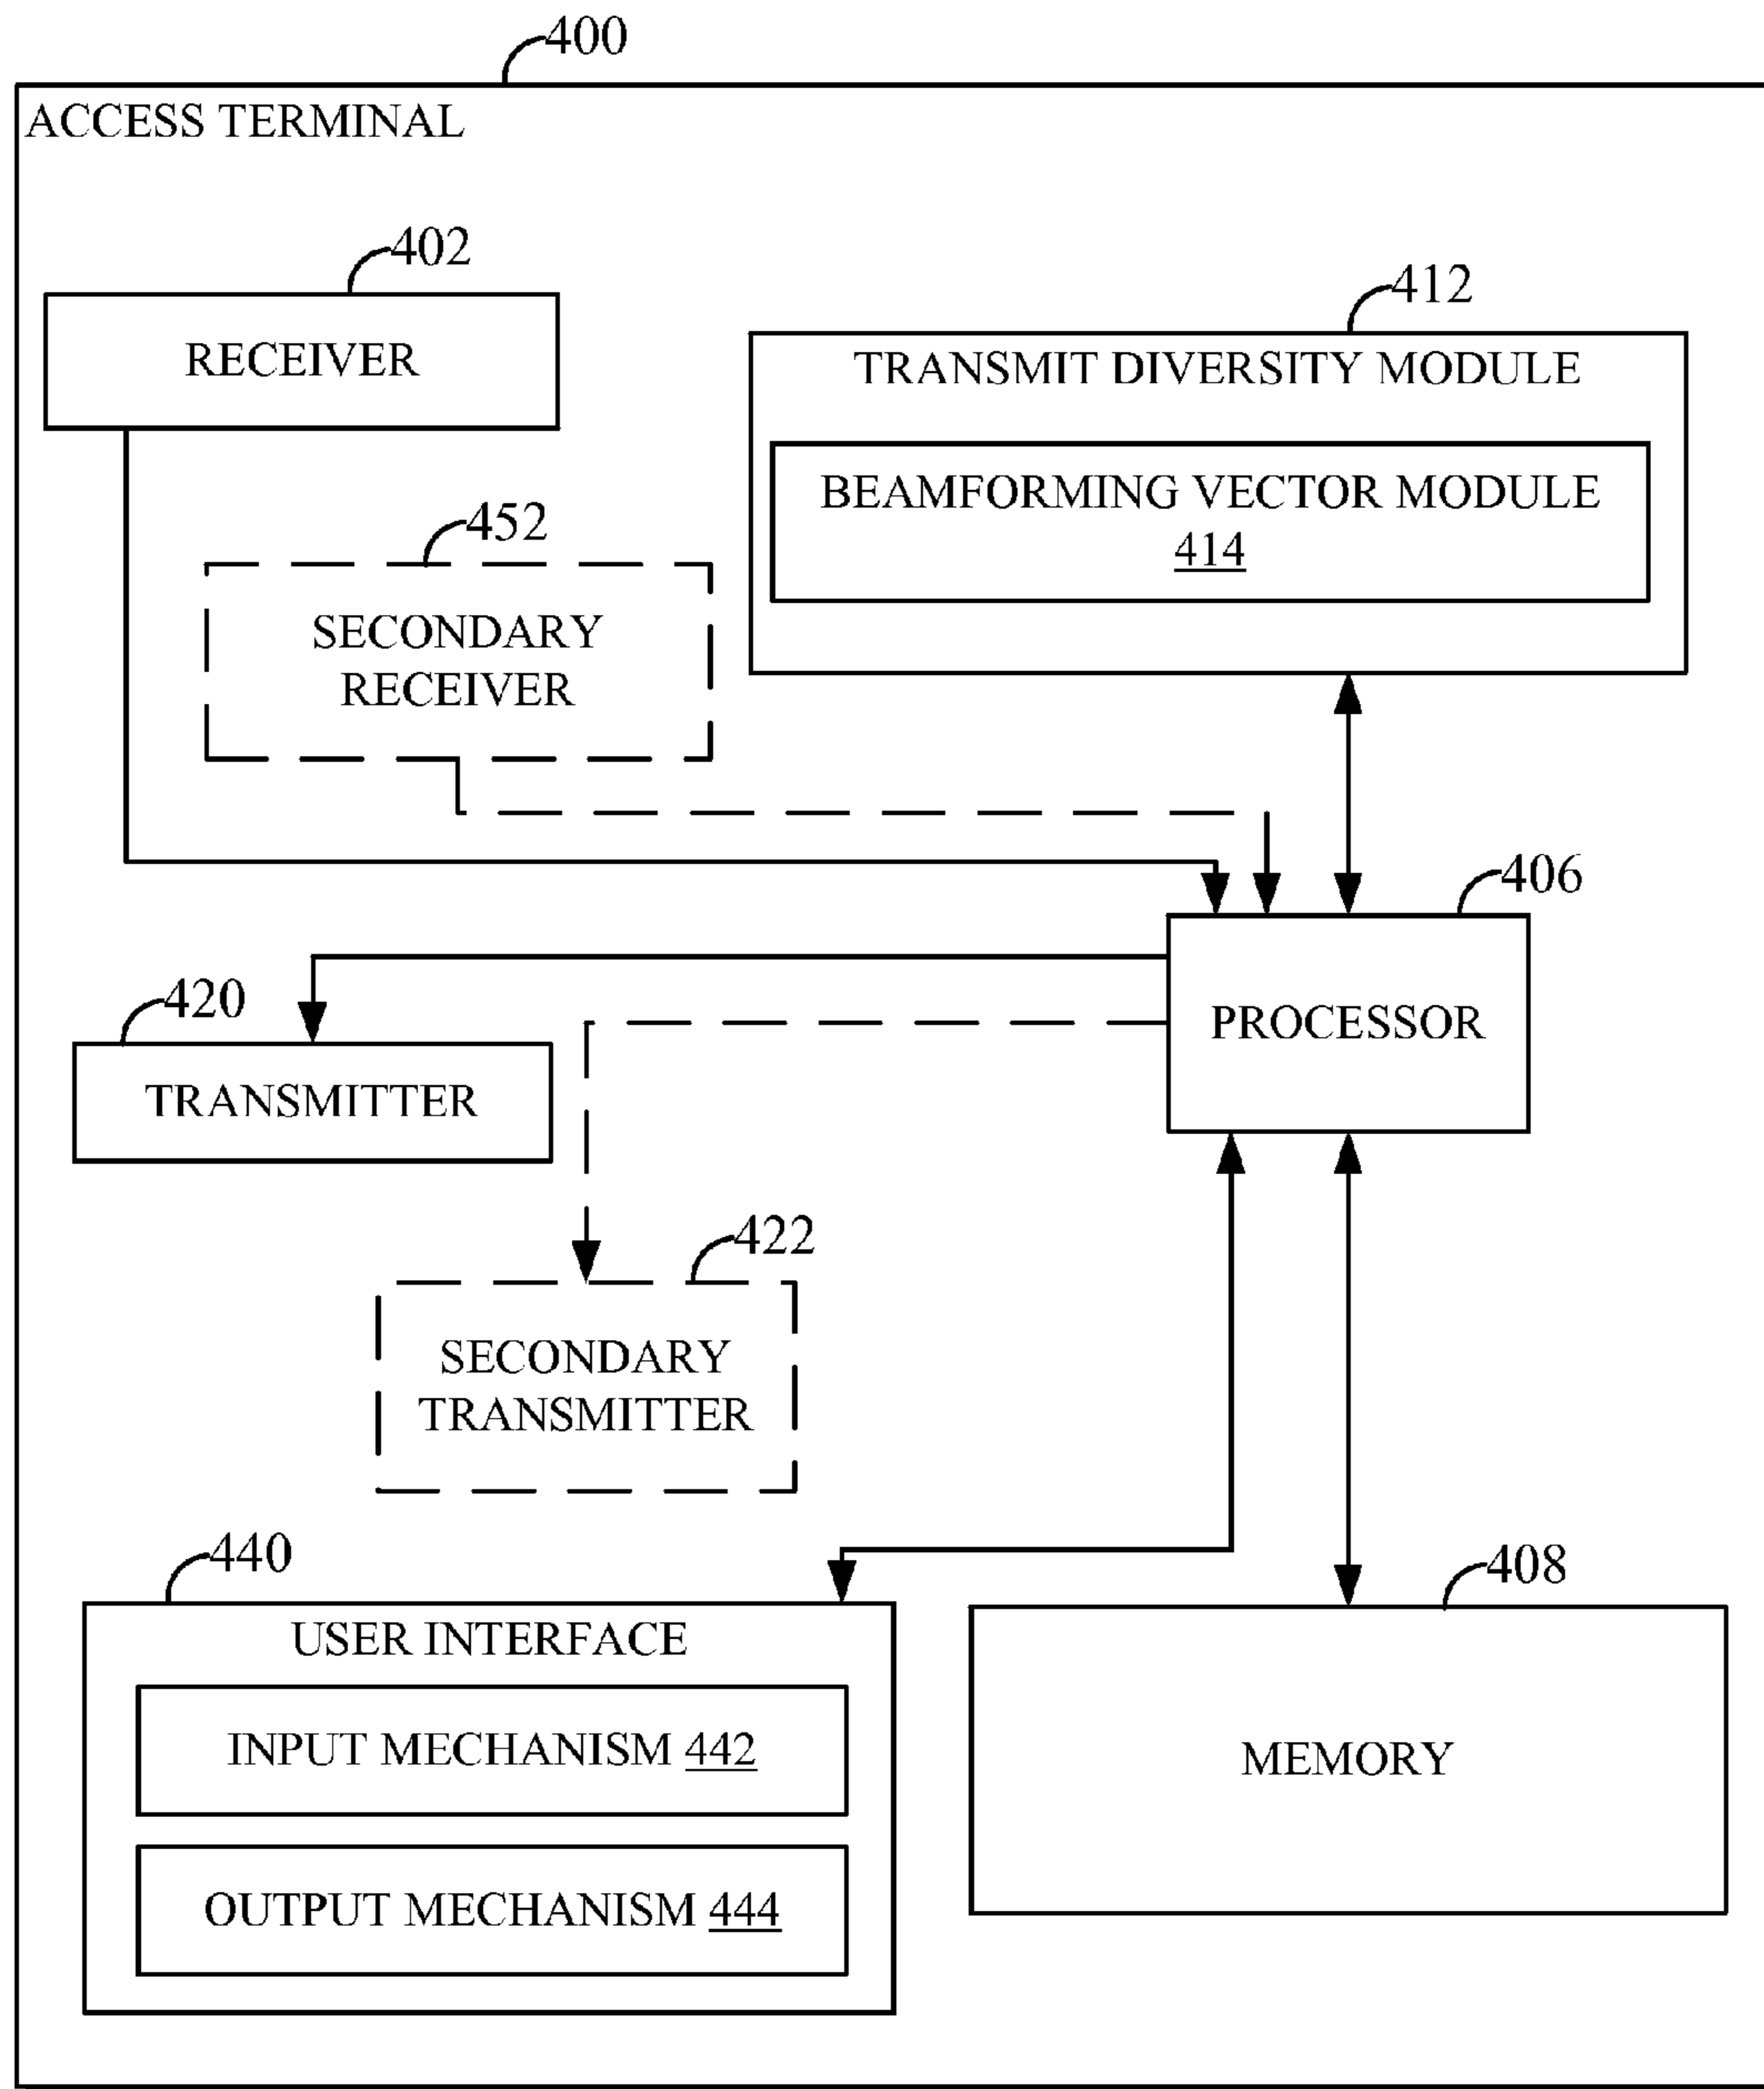 400
ACCESS TERMINAL
402
RECEIVER
412
TRANSMIT DIVERSITY MODULE
BEAMFORMING VECTOR MODULE
414
452
SECONDARY
RECEIVER
406
PROCESSOR
420
TRANSMITTER
422
SECONDARY
TRANSMITTER
440
USER INTERFACE
INPUT MECHANISM 442
OUTPUT MECHANISM 444
408
MEMORY